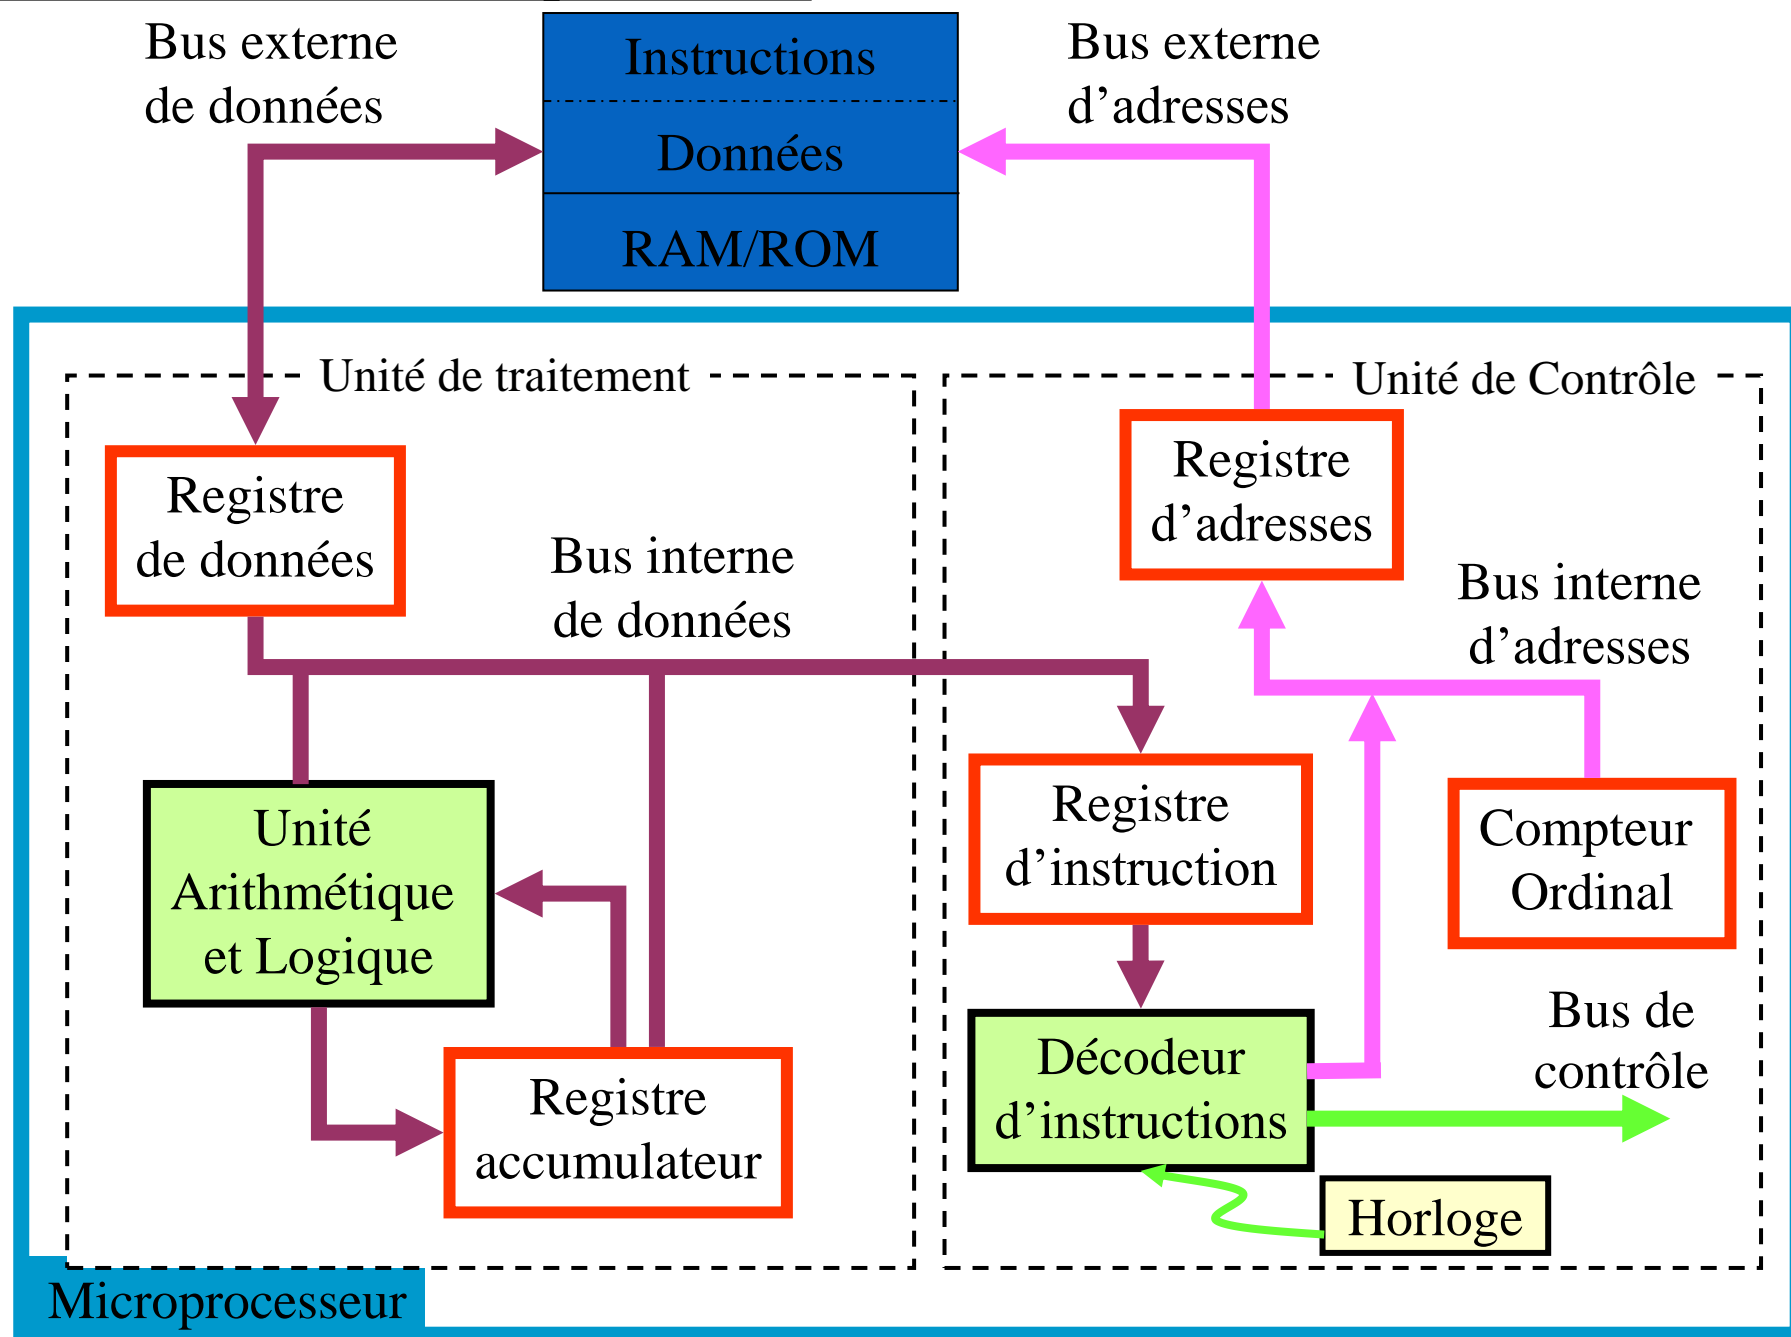 Bus externe
de données
Instructions
Données
RAM/ROM
Bus externe
d’adresses
Unité de traitement
Unité de Contrôle
Registre
de données
Bus interne
de données
Registre
d’adresses
Bus interne
d’adresses
Unité
Arithmétique
et Logique
Registre
accumulateur
Registre
d’instruction
Compteur
Ordinal
Décodeur
d’instructions
Bus de
contrôle
Horloge
Microprocesseur